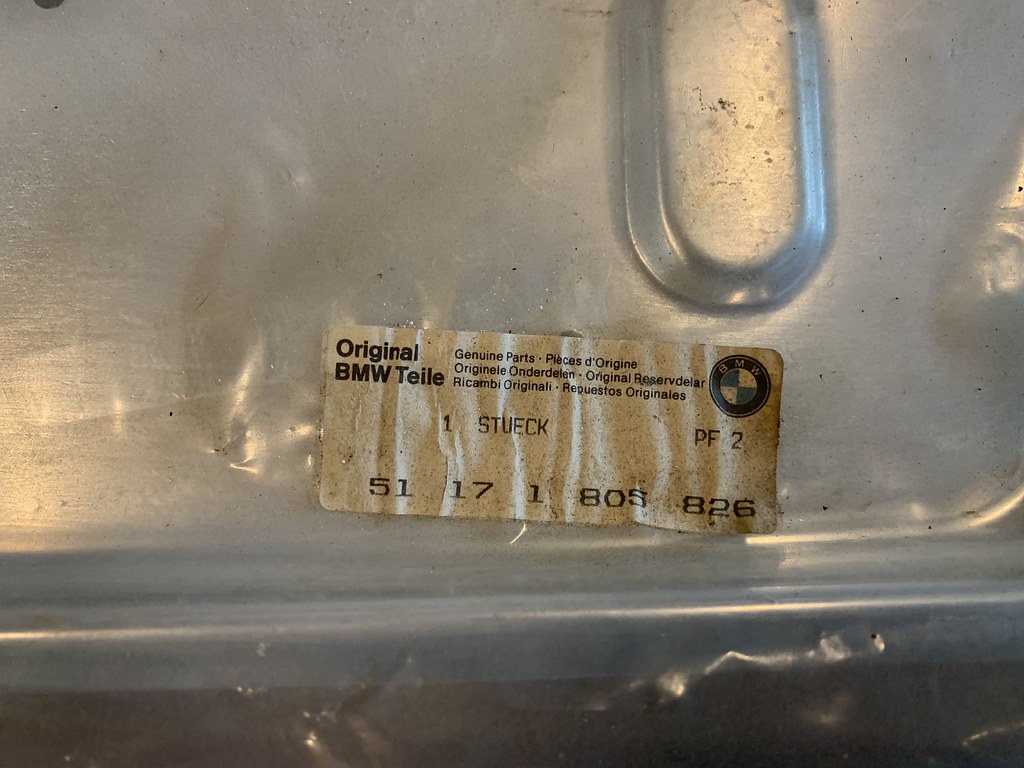 Original
BMW Teile
Genuine Parts · Pièces d'Origine
Originele Onderdelen · Original Reservdelar
Ricambi Originali · Repuestos Originales
BMW
1 STUECK
PF 2
51 17 1 805 826